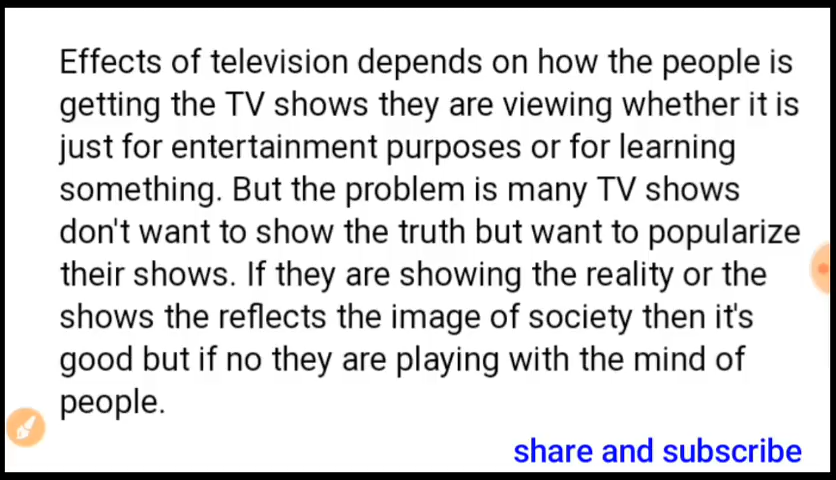 Effects of television depends on how the people is
getting the TV shows they are viewing whether it is
just for entertainment purposes or for learning
something. But the problem is many TV shows
don't want to show the truth but want to popularize
their shows. If they are showing the reality or the
shows the reflects the image of society then it's
good but if no they are playing with the mind of
people.
share and subscribe